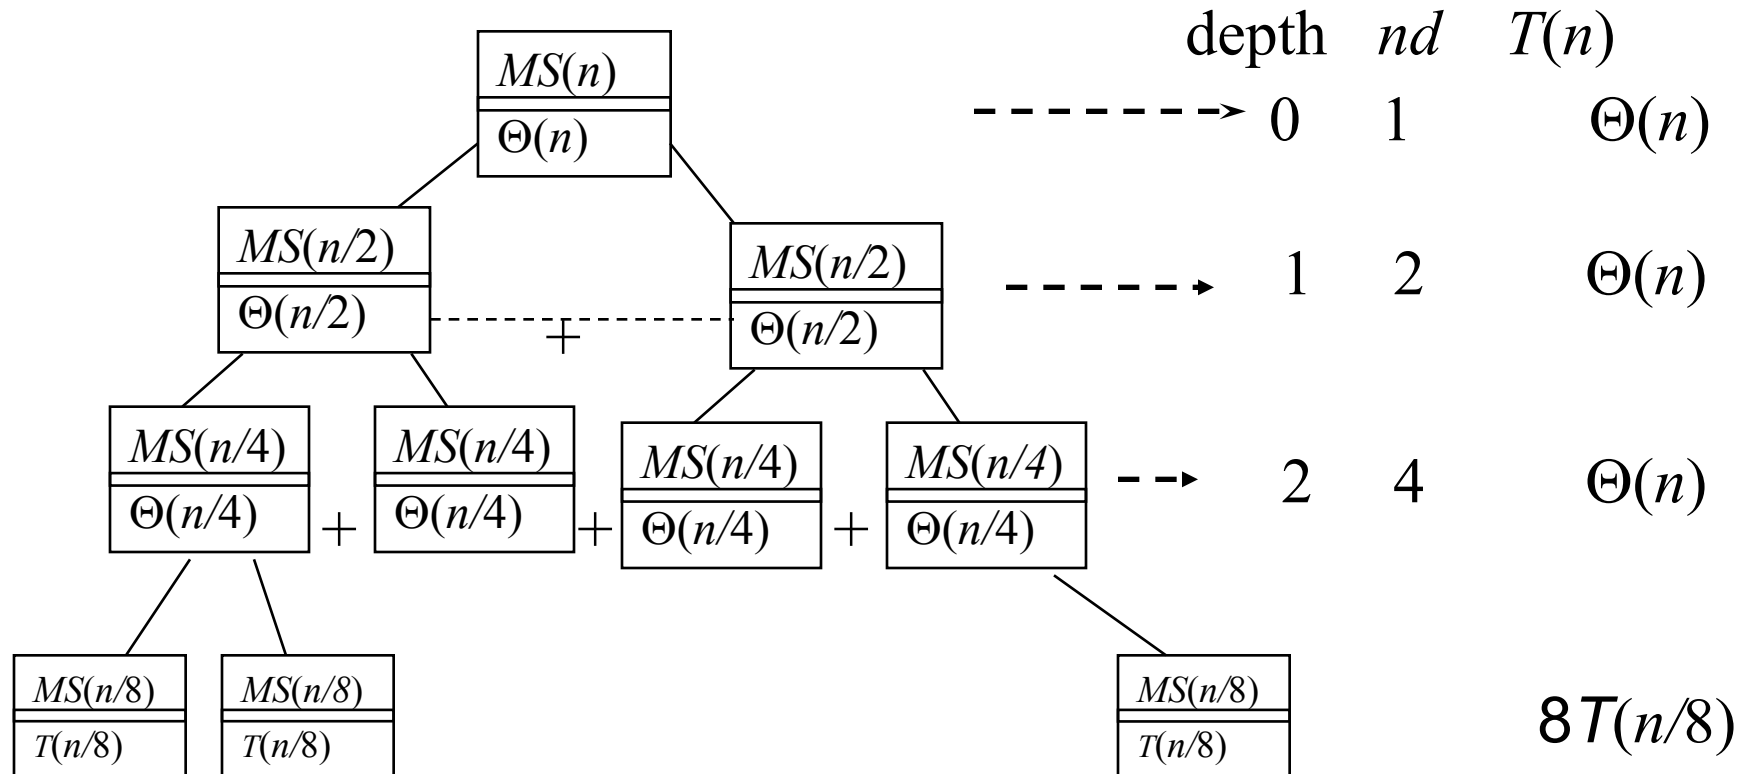 depth nd T(n)
MS(n)
Θ(n)
0 1 Θ(n)
MS(n/2)
Θ(n/2)
+
MS(n/2)
Θ(n/2)
1 2 Θ(n)
MS(n/4)
Θ(n/4)
+
MS(n/4)
Θ(n/4)
+
MS(n/4)
Θ(n/4)
+
MS(n/4)
Θ(n/4)
2 4 Θ(n)
MS(n/8)
T(n/8)
MS(n/8)
T(n/8)
MS(n/8)
T(n/8)
8T(n/8)